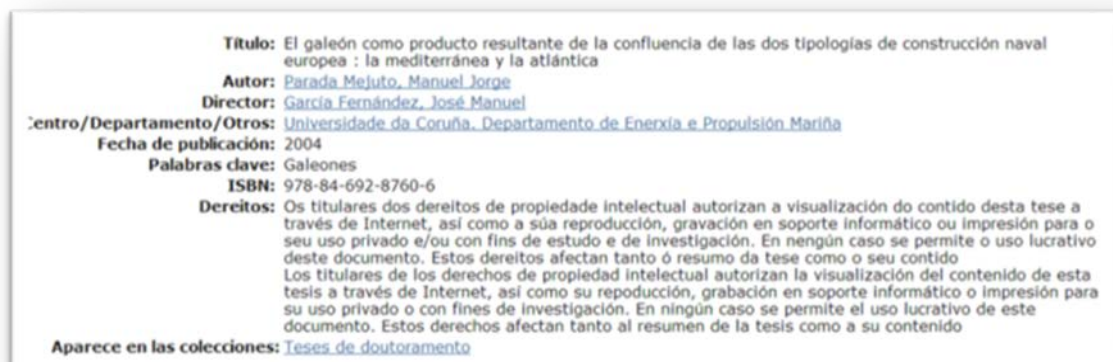 Título: El galeón como producto resultante de la confluencia de las dos tipologías de construcción naval
europea : la mediterránea y la atlántica
Autor: Parada Mejuto, Manuel Jorge
Director: García Fernández, José Manuel
entro/Departamento/Otros: Universidade da Coruña. Departamento de Enerxía e Propulsión Mariña
Fecha de publicación: 2004
Palabras clave: Galeones
ISBN: 978-84-692-8760-6
Dereitos: Os titulares dos dereitos de propiedade intelectual autorizan a visualización do contido desta tese a
través de Internet, así como a súa reproducción, gravación en soporte informático ou impresión para o
seu uso privado e/ou con fins de estudo e de investigación. En nengún caso se permite o uso lucrativo
deste documento. Estos dereitos afectan tanto ó resumo da tese como o seu contido
Los titulares de los derechos de propiedad intelectual autorizan la visualización del contenido de esta
tesis a través de Internet, así como su repoducción, grabación en soporte informático o impresión para
su uso privado o con fines de investigación. En ningún caso se permite el uso lucrativo de este
documento. Estos derechos afectan tanto al resumen de la tesis como a su contenido
Aparece en las colecciones: Teses de doutoramento